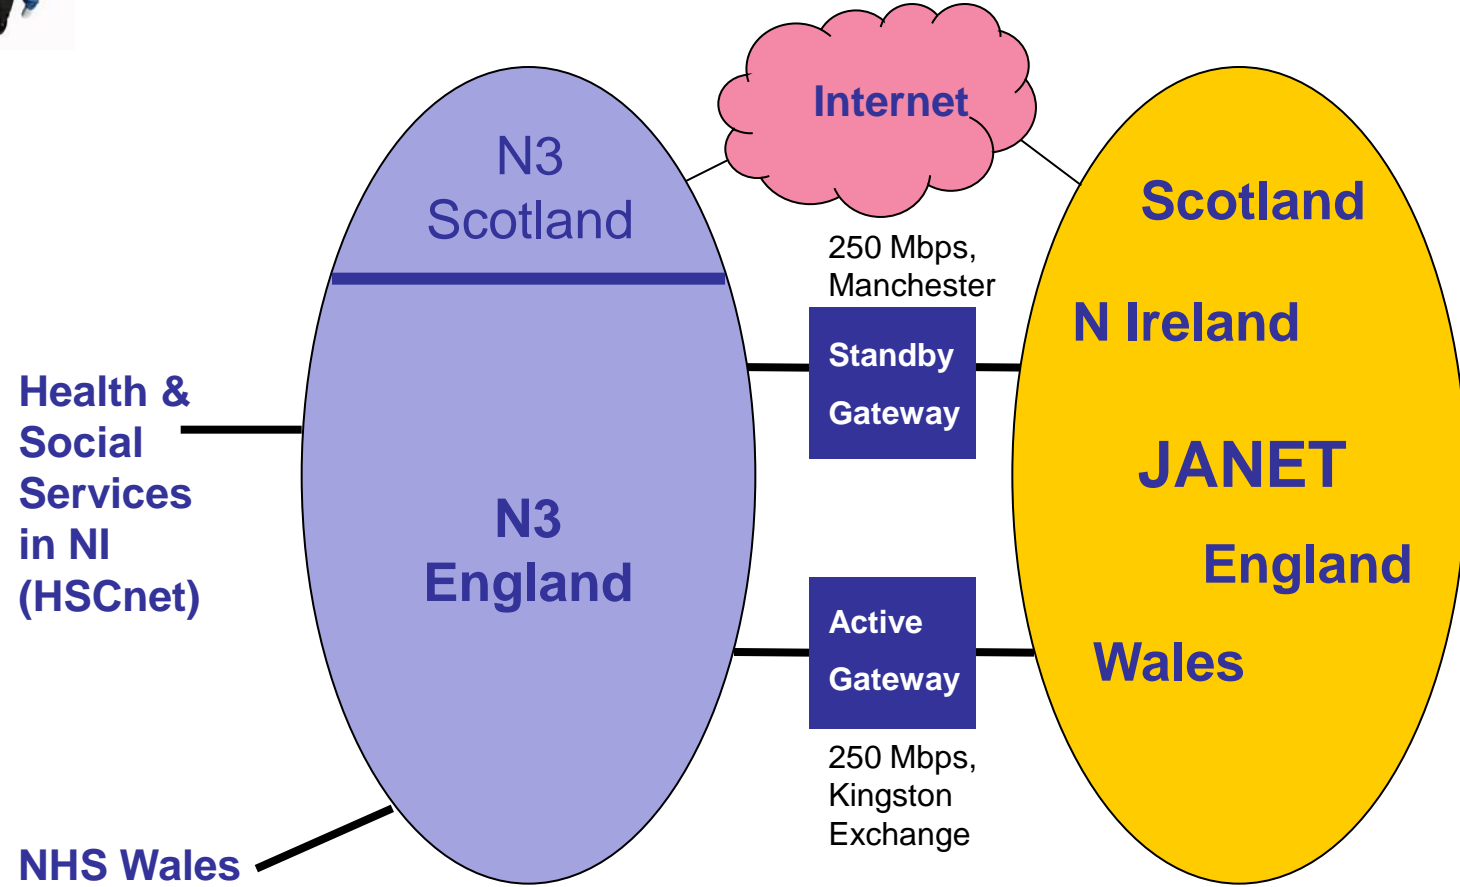 Internet
N3
Scotland
Scotland
250 Mbps,
Manchester
N Ireland
Standby
Gateway
Health &
Social
Services
in NI
(HSCnet)
JANET
N3
England
England
Active
Gateway
Wales
250 Mbps,
Kingston
Exchange
NHS Wales